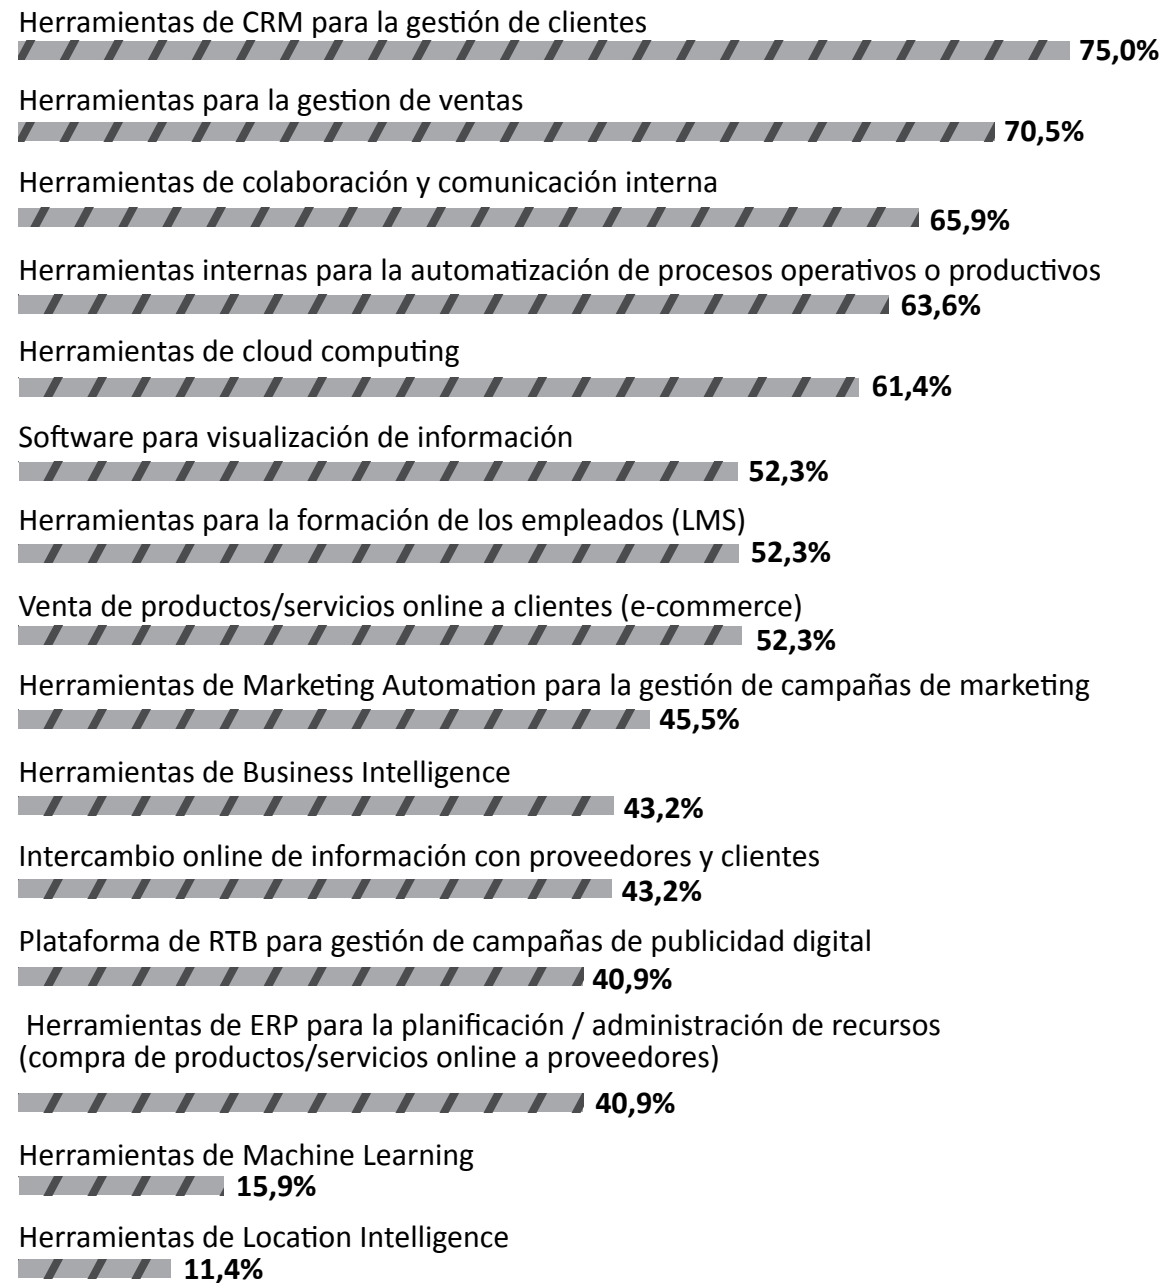 Herramientas de CRM para la gestión de clientes
75,0%
Herramientas para la gestion de ventas
70,5%
Herramientas de colaboración y comunicación interna
65,9%
Herramientas internas para la automatización de procesos operativos o productivos
63,6%
Herramientas de cloud computing
61,4%
Software para visualización de información
52,3%
Herramientas para la formación de los empleados (LMS)
52,3%
Venta de productos/servicios online a clientes (e-commerce)
52,3%
Herramientas de Marketing Automation para la gestión de campañas de marketing
45,5%
Herramientas de Business Intelligence
43,2%
Intercambio online de información con proveedores y clientes
43,2%
Plataforma de RTB para gestión de campañas de publicidad digital
40,9%
Herramientas de ERP para la planificación / administración de recursos
(compra de productos/servicios online a proveedores)
40,9%
Herramientas de Machine Learning
15,9%
Herramientas de Location Intelligence
11,4%